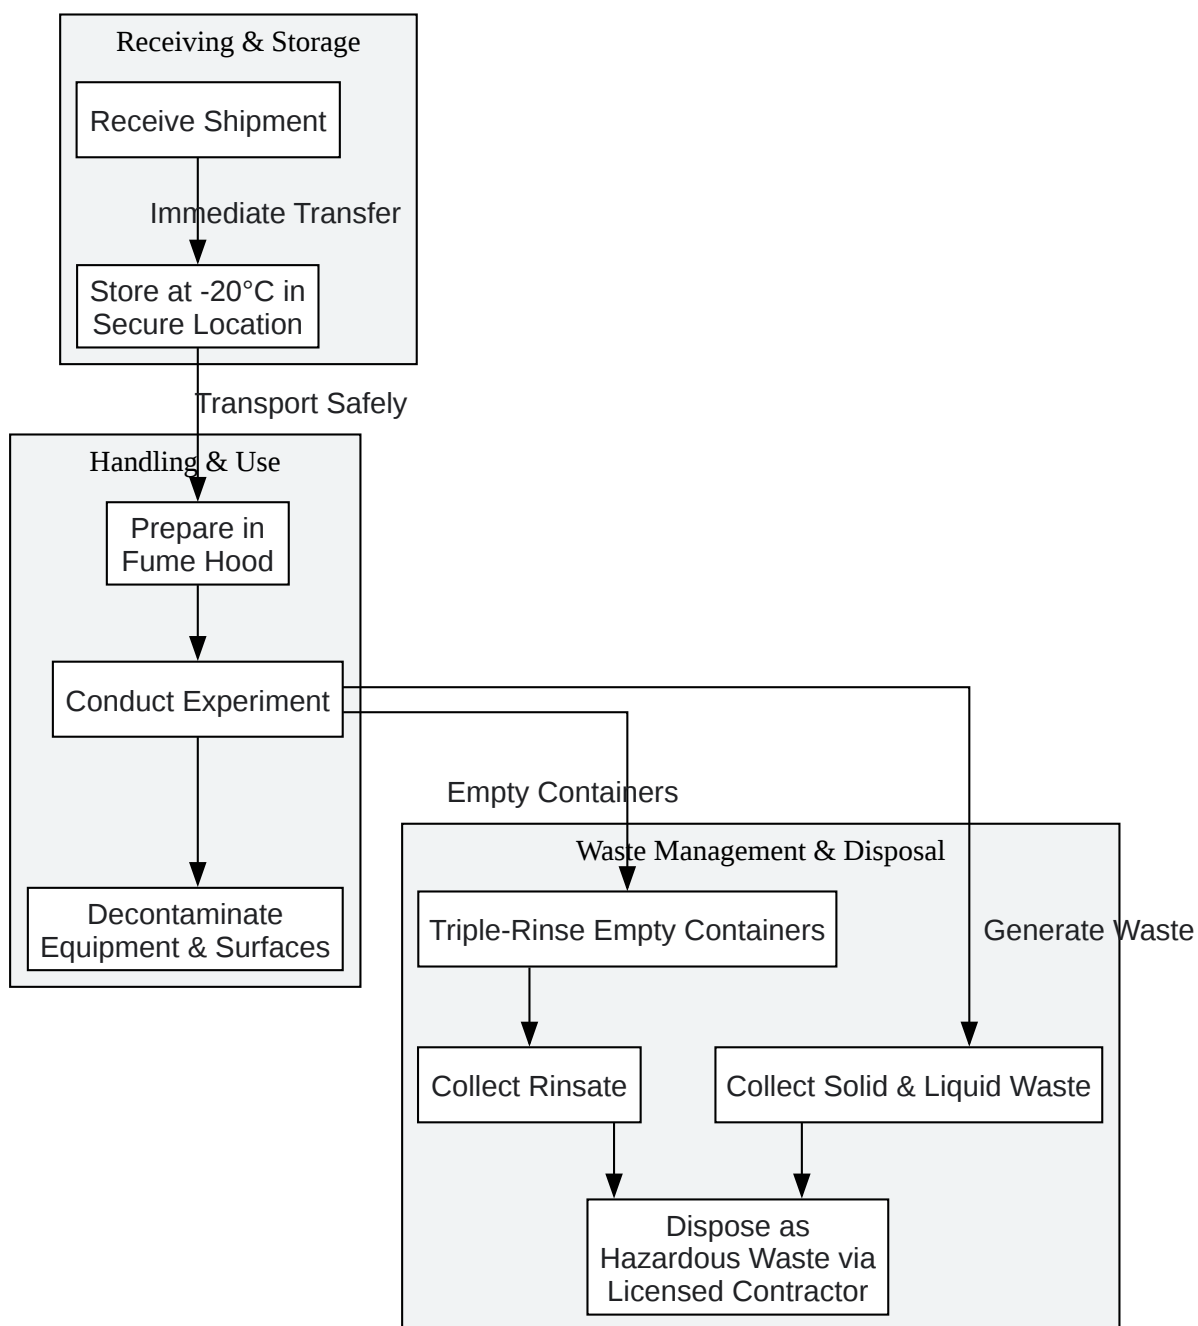 Receiving & Storage
Receive Shipment
Immediate Transfer
Store at -20°C in
Secure Location
Transport Safely
Handling & Use
Prepare in
Fume Hood
Conduct Experiment
Empty Containers
Waste Management & Disposal
Decontaminate
Equipment & Surfaces
Triple-Rinse Empty Containers
Generate Waste
Collect Rinsate
Collect Solid & Liquid Waste
Dispose as
Hazardous Waste via
Licensed Contractor